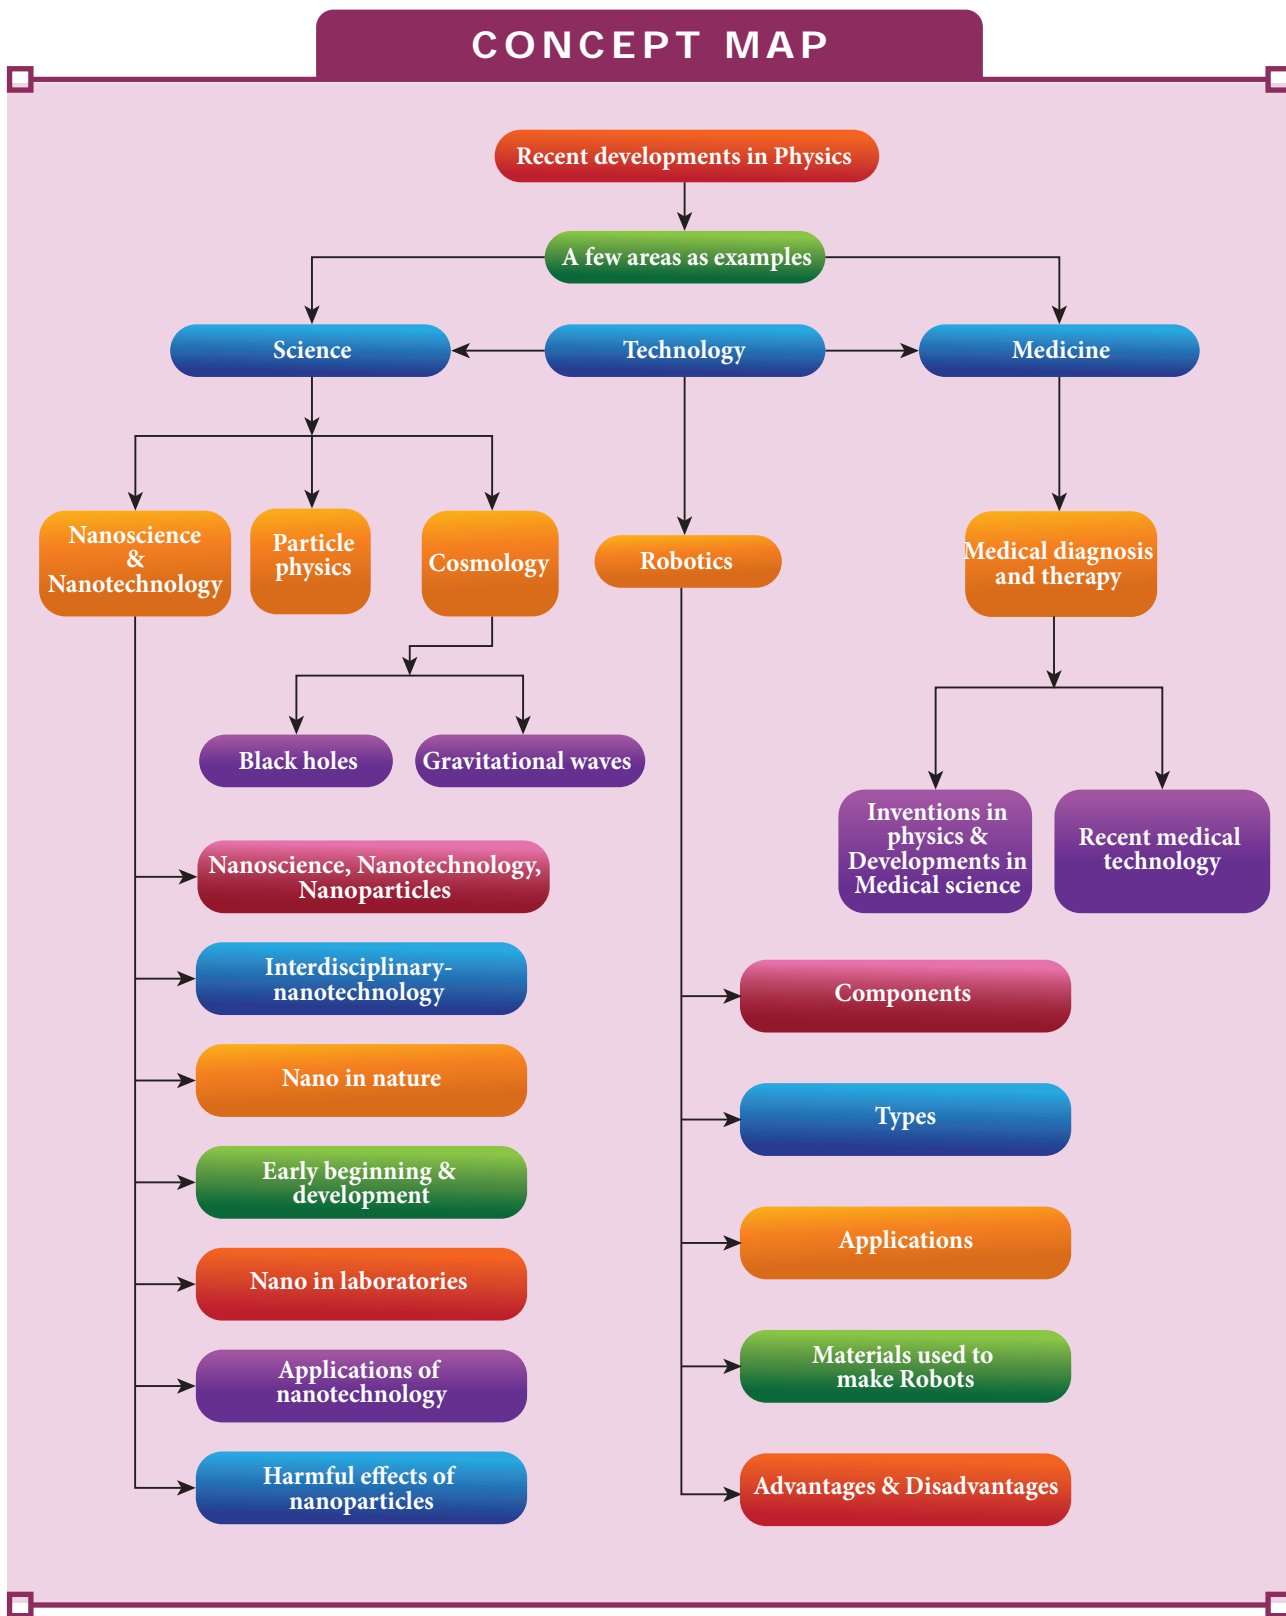 CONCEPT MAP
Recent developments in Physics
A few areas as examples
Science
Technology
Medicine
Nanoscience
&
Nanotechnology
Particle
physics
Cosmology
Robotics
Medical diagnosis
and therapy
Black holes
Gravitational waves
Inventions in
physics &
Developments in
Medical science
Recent medical
technology
Nanoscience, Nanotechnology,
Nanoparticles
Interdisciplinary-
nanotechnology
Nano in nature
Early beginning &
development
Nano in laboratories
Applications of
nanotechnology
Harmful effects of
nanoparticles
Components
Types
Applications
Materials used to
make Robots
Advantages & Disadvantages